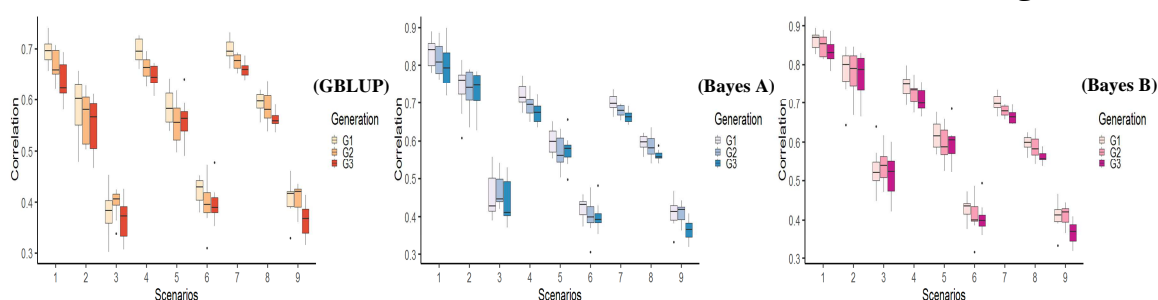 0.7
0.6
0.5
0.4
0.3
Correlation
1 2 3 4 5 6 7 8 9
Scenarios
(GBLUP)
Generation
G1
G2
G3
0.9
0.8
0.7
0.6
0.5
0.4
0.3
Correlation
1 2 3 4 5 6 7 8 9
Scenarios
(Bayes A)
Generation
G1
G2
G3
0.9
0.8
0.7
0.6
0.5
0.4
0.3
Correlation
1 2 3 4 5 6 7 8 9
Scenarios
(Bayes B)
Generation
G1
G2
G3